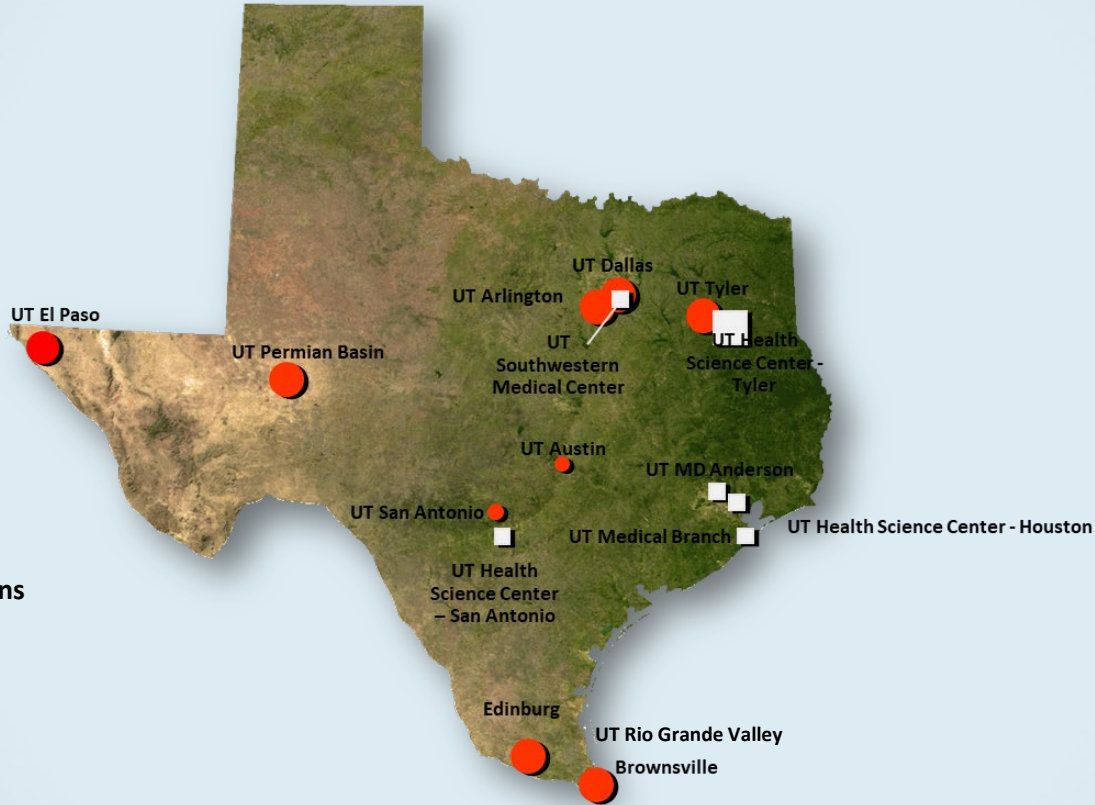 UT Dallas
UT Arlington
UT Tyler
UT El Paso
UT Permian Basin
UT
Southwestern
Medical Center
UT Health
Science Center -
Tyler
UT Austin
UT MD Anderson
UT San Antonio
UT Health Science Center - Houston
UT Medical Branch
UT Health
Science Center
– San Antonio
ns
Edinburg
UT Rio Grande Valley
Brownsville